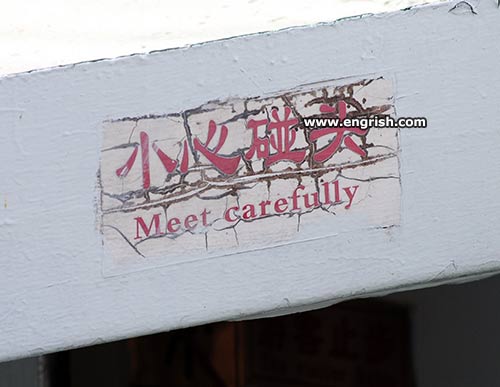 小心碰头
www.engrish.com
Meet carefully